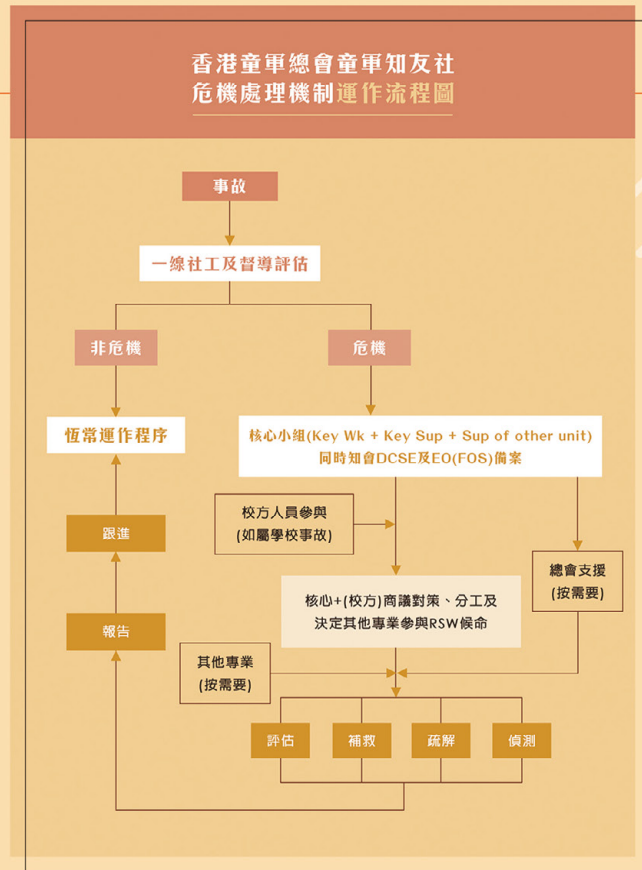 香港童軍總會童軍知友社
危機處理機制運作流程圖
事故
一線社工及督導評估
非危機
危機
恆常運作程序
核心小組(Key Wk + Key Sup + Sup of other unit)
同時知會DCSE及EO(FOS)備案
校方人員參與
(如屬學校事故)
跟進
總會支援
(按需要)
核心+(校方)商議對策、分工及
決定其他專業參與RSW候命
報告
其他專業
(按需要)
評估
補救
疏解
偵測